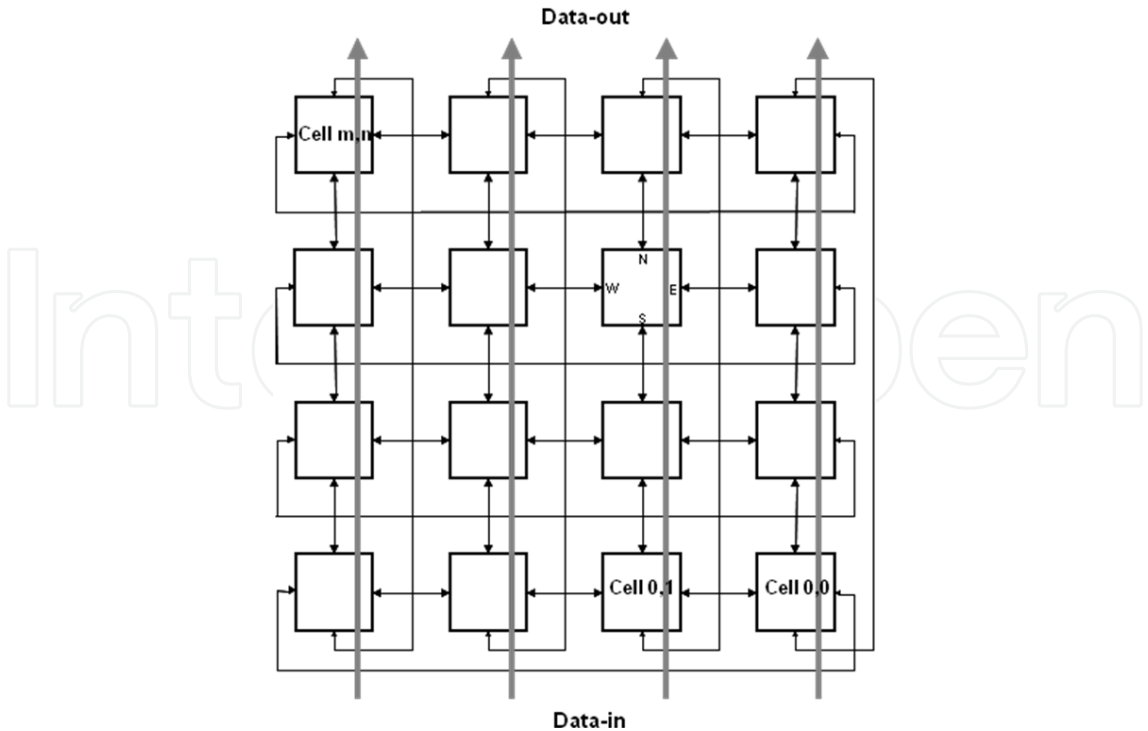 Data-out
Cell m,n
N
W
E
S
Cell 0,1
Cell 0,0
Data-in